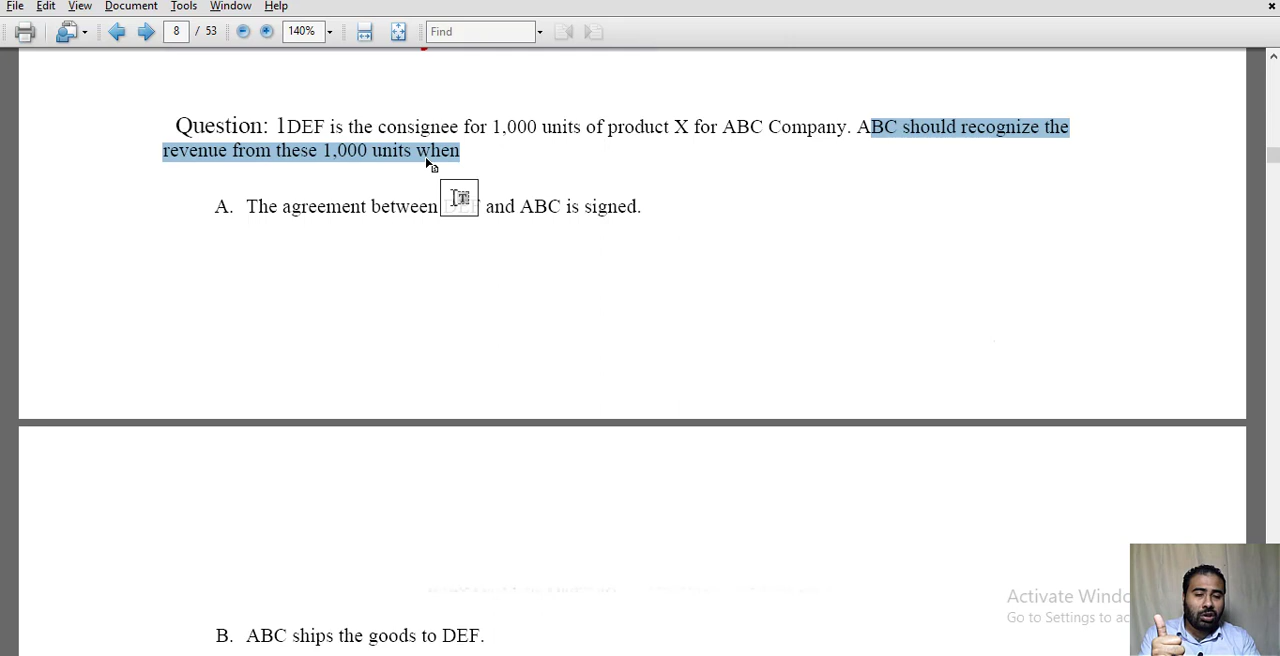 File Edit View Document Tools Window Help
8 / 53 140% Find
Question: 1DEF is the consignee for 1,000 units of product X for ABC Company. ABC should recognize the
revenue from these 1,000 units when
A. The agreement between DEF and ABC is signed.
Activate Windo
Go to Settings to ac
B. ABC ships the goods to DEF.